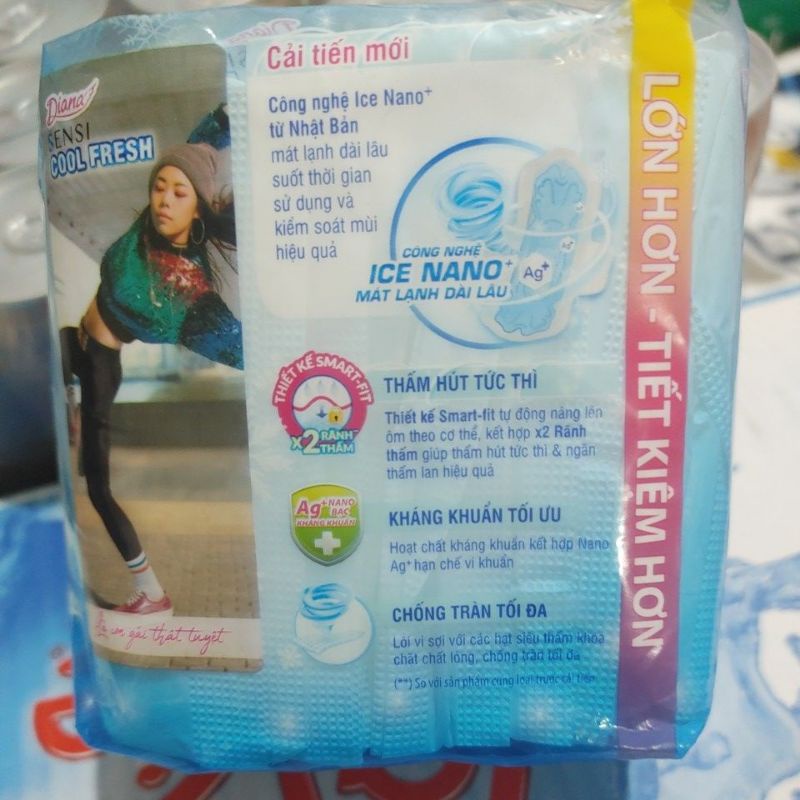 Diana
SENSI
COOL FRESH
Cải tiến mới
Công nghệ Ice Nano+
từ Nhật Bản
mát lạnh dài lâu
suốt thời gian
sử dụng và
kiểm soát mùi
hiệu quả
CÔNG NGHỆ
ICE NANO+
MÁT LẠNH DÀI LÂU
Ag+
THIẾT KẾ SMART-FIT
x2 RÃNH
THẤM
THẤM HÚT TỨC THÌ
Thiết kế Smart-fit tự động nâng lên
ôm theo cơ thể, kết hợp x2 Rãnh
thấm giúp thấm hút tức thì & ngăn
thấm lan hiệu quả
Ag+ NANO
BẠC
KHÁNG KHUẨN
KHÁNG KHUẨN TỐI ƯU
Hoạt chất kháng khuẩn kết hợp Nano
Ag+ hạn chế vi khuẩn
CHỐNG TRÀN TỐI ĐA
Lõi vi sợi với các hạt siêu thấm khóa
chặt chất lỏng, chống tràn tối đa
(**) So với sản phẩm cùng loại trước cải tiến
Là con gái thật tuyệt
LỚN HƠN - TIẾT KIỆM HƠN